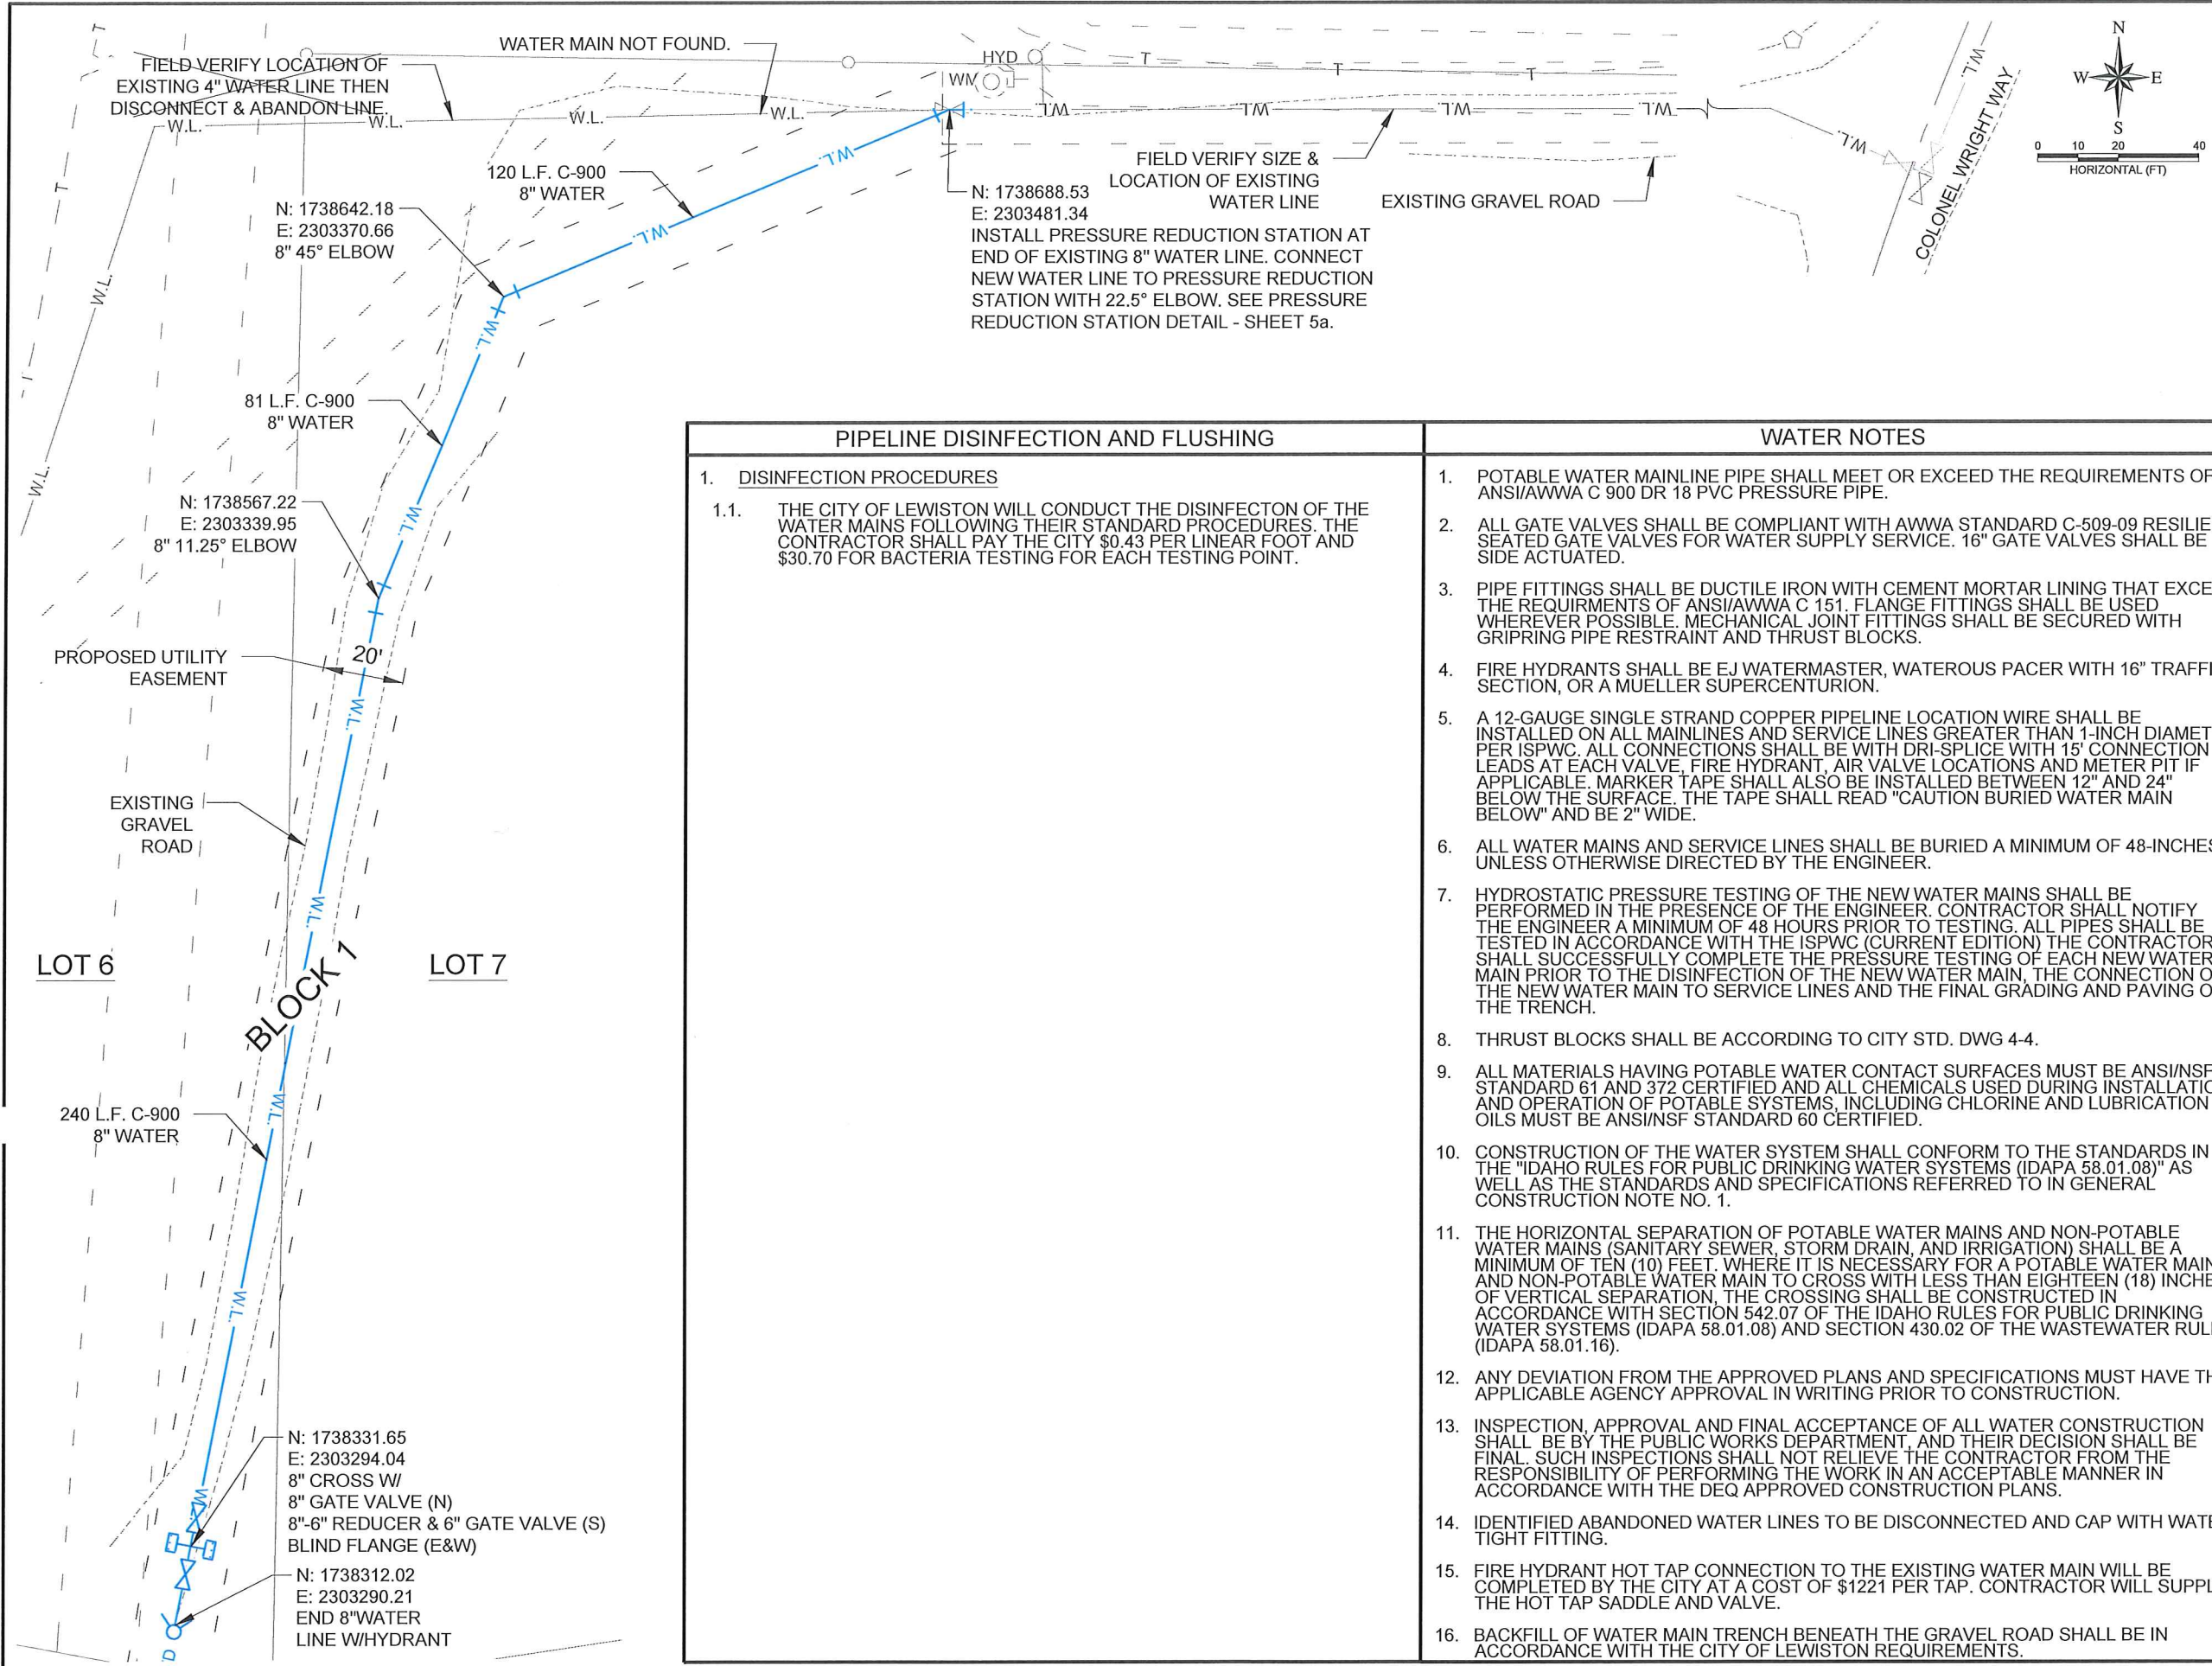 FIELD VERIFY LOCATION OF
EXISTING 4" WATER LINE THEN
DISCONNECT & ABANDON LINE.
WATER MAIN NOT FOUND.
HYD
WM
T
T
T
T
T
T
W.L.
W.L.
W.L.
W.L.
W.L.
W.L.
W.L.
W.L.
W.L.
W.L.
W.L.
W.L.
COLONEL WRIGHT WAY
N
W E
S
0 10 20 40
HORIZONTAL (FT)
120 L.F. C-900
8" WATER
W.L.
W.L.
N: 1738642.18
E: 2303370.66
8" 45° ELBOW
N: 1738688.53
E: 2303481.34
INSTALL PRESSURE REDUCTION STATION AT
END OF EXISTING 8" WATER LINE. CONNECT
NEW WATER LINE TO PRESSURE REDUCTION
STATION WITH 22.5° ELBOW. SEE PRESSURE
REDUCTION STATION DETAIL - SHEET 5a.
FIELD VERIFY SIZE &
LOCATION OF EXISTING
WATER LINE
EXISTING GRAVEL ROAD
81 L.F. C-900
8" WATER
W.L.
W.L.
N: 1738567.22
E: 2303339.95
8" 11.25° ELBOW
PROPOSED UTILITY
EASEMENT
20'
W.L.
EXISTING
GRAVEL
ROAD
W.L.
LOT 6
BLOCK 1
LOT 7
240 L.F. C-900
8" WATER
W.L.
W.L.
W.L.
N: 1738331.65
E: 2303294.04
8" CROSS W/
8" GATE VALVE (N)
8"-6" REDUCER & 6" GATE VALVE (S)
BLIND FLANGE (E&W)
N: 1738312.02
E: 2303290.21
END 8"WATER
LINE W/HYDRANT
D
PIPELINE DISINFECTION AND FLUSHING
1. DISINFECTION PROCEDURES
1.1. THE CITY OF LEWISTON WILL CONDUCT THE DISINFECTON OF THE
WATER MAINS FOLLOWING THEIR STANDARD PROCEDURES. THE
CONTRACTOR SHALL PAY THE CITY $0.43 PER LINEAR FOOT AND
$30.70 FOR BACTERIA TESTING FOR EACH TESTING POINT.
WATER NOTES
1. POTABLE WATER MAINLINE PIPE SHALL MEET OR EXCEED THE REQUIREMENTS OF
ANSI/AWWA C 900 DR 18 PVC PRESSURE PIPE.
2. ALL GATE VALVES SHALL BE COMPLIANT WITH AWWA STANDARD C-509-09 RESILIE
SEATED GATE VALVES FOR WATER SUPPLY SERVICE. 16" GATE VALVES SHALL BE
SIDE ACTUATED.
3. PIPE FITTINGS SHALL BE DUCTILE IRON WITH CEMENT MORTAR LINING THAT EXCE
THE REQUIRMENTS OF ANSI/AWWA C 151. FLANGE FITTINGS SHALL BE USED
WHEREVER POSSIBLE. MECHANICAL JOINT FITTINGS SHALL BE SECURED WITH
GRIPRING PIPE RESTRAINT AND THRUST BLOCKS.
4. FIRE HYDRANTS SHALL BE EJ WATERMASTER, WATEROUS PACER WITH 16" TRAFFI
SECTION, OR A MUELLER SUPERCENTURION.
5. A 12-GAUGE SINGLE STRAND COPPER PIPELINE LOCATION WIRE SHALL BE
INSTALLED ON ALL MAINLINES AND SERVICE LINES GREATER THAN 1-INCH DIAMET
PER ISPWC. ALL CONNECTIONS SHALL BE WITH DRI-SPLICE WITH 15' CONNECTION
LEADS AT EACH VALVE, FIRE HYDRANT, AIR VALVE LOCATIONS AND METER PIT IF
APPLICABLE. MARKER TAPE SHALL ALSO BE INSTALLED BETWEEN 12" AND 24"
BELOW THE SURFACE. THE TAPE SHALL READ "CAUTION BURIED WATER MAIN
BELOW" AND BE 2" WIDE.
6. ALL WATER MAINS AND SERVICE LINES SHALL BE BURIED A MINIMUM OF 48-INCHES
UNLESS OTHERWISE DIRECTED BY THE ENGINEER.
7. HYDROSTATIC PRESSURE TESTING OF THE NEW WATER MAINS SHALL BE
PERFORMED IN THE PRESENCE OF THE ENGINEER. CONTRACTOR SHALL NOTIFY
THE ENGINEER A MINIMUM OF 48 HOURS PRIOR TO TESTING. ALL PIPES SHALL BE
TESTED IN ACCORDANCE WITH THE ISPWC (CURRENT EDITION) THE CONTRACTOR
SHALL SUCCESSFULLY COMPLETE THE PRESSURE TESTING OF EACH NEW WATER
MAIN PRIOR TO THE DISINFECTION OF THE NEW WATER MAIN, THE CONNECTION O
THE NEW WATER MAIN TO SERVICE LINES AND THE FINAL GRADING AND PAVING O
THE TRENCH.
8. THRUST BLOCKS SHALL BE ACCORDING TO CITY STD. DWG 4-4.
9. ALL MATERIALS HAVING POTABLE WATER CONTACT SURFACES MUST BE ANSI/NSF
STANDARD 61 AND 372 CERTIFIED AND ALL CHEMICALS USED DURING INSTALLATIO
AND OPERATION OF POTABLE SYSTEMS, INCLUDING CHLORINE AND LUBRICATION
OILS MUST BE ANSI/NSF STANDARD 60 CERTIFIED.
10. CONSTRUCTION OF THE WATER SYSTEM SHALL CONFORM TO THE STANDARDS IN
THE "IDAHO RULES FOR PUBLIC DRINKING WATER SYSTEMS (IDAPA 58.01.08)" AS
WELL AS THE STANDARDS AND SPECIFICATIONS REFERRED TO IN GENERAL
CONSTRUCTION NOTE NO. 1.
11. THE HORIZONTAL SEPARATION OF POTABLE WATER MAINS AND NON-POTABLE
WATER MAINS (SANITARY SEWER, STORM DRAIN, AND IRRIGATION) SHALL BE A
MINIMUM OF TEN (10) FEET. WHERE IT IS NECESSARY FOR A POTABLE WATER MAIN
AND NON-POTABLE WATER MAIN TO CROSS WITH LESS THAN EIGHTEEN (18) INCHE
OF VERTICAL SEPARATION, THE CROSSING SHALL BE CONSTRUCTED IN
ACCORDANCE WITH SECTION 542.07 OF THE IDAHO RULES FOR PUBLIC DRINKING
WATER SYSTEMS (IDAPA 58.01.08) AND SECTION 430.02 OF THE WASTEWATER RUL
(IDAPA 58.01.16).
12. ANY DEVIATION FROM THE APPROVED PLANS AND SPECIFICATIONS MUST HAVE TH
APPLICABLE AGENCY APPROVAL IN WRITING PRIOR TO CONSTRUCTION.
13. INSPECTION, APPROVAL AND FINAL ACCEPTANCE OF ALL WATER CONSTRUCTION
SHALL BE BY THE PUBLIC WORKS DEPARTMENT, AND THEIR DECISION SHALL BE
FINAL. SUCH INSPECTIONS SHALL NOT RELIEVE THE CONTRACTOR FROM THE
RESPONSIBILITY OF PERFORMING THE WORK IN AN ACCEPTABLE MANNER IN
ACCORDANCE WITH THE DEQ APPROVED CONSTRUCTION PLANS.
14. IDENTIFIED ABANDONED WATER LINES TO BE DISCONNECTED AND CAP WITH WATE
TIGHT FITTING.
15. FIRE HYDRANT HOT TAP CONNECTION TO THE EXISTING WATER MAIN WILL BE
COMPLETED BY THE CITY AT A COST OF $1221 PER TAP. CONTRACTOR WILL SUPPL
THE HOT TAP SADDLE AND VALVE.
16. BACKFILL OF WATER MAIN TRENCH BENEATH THE GRAVEL ROAD SHALL BE IN
ACCORDANCE WITH THE CITY OF LEWISTON REQUIREMENTS.